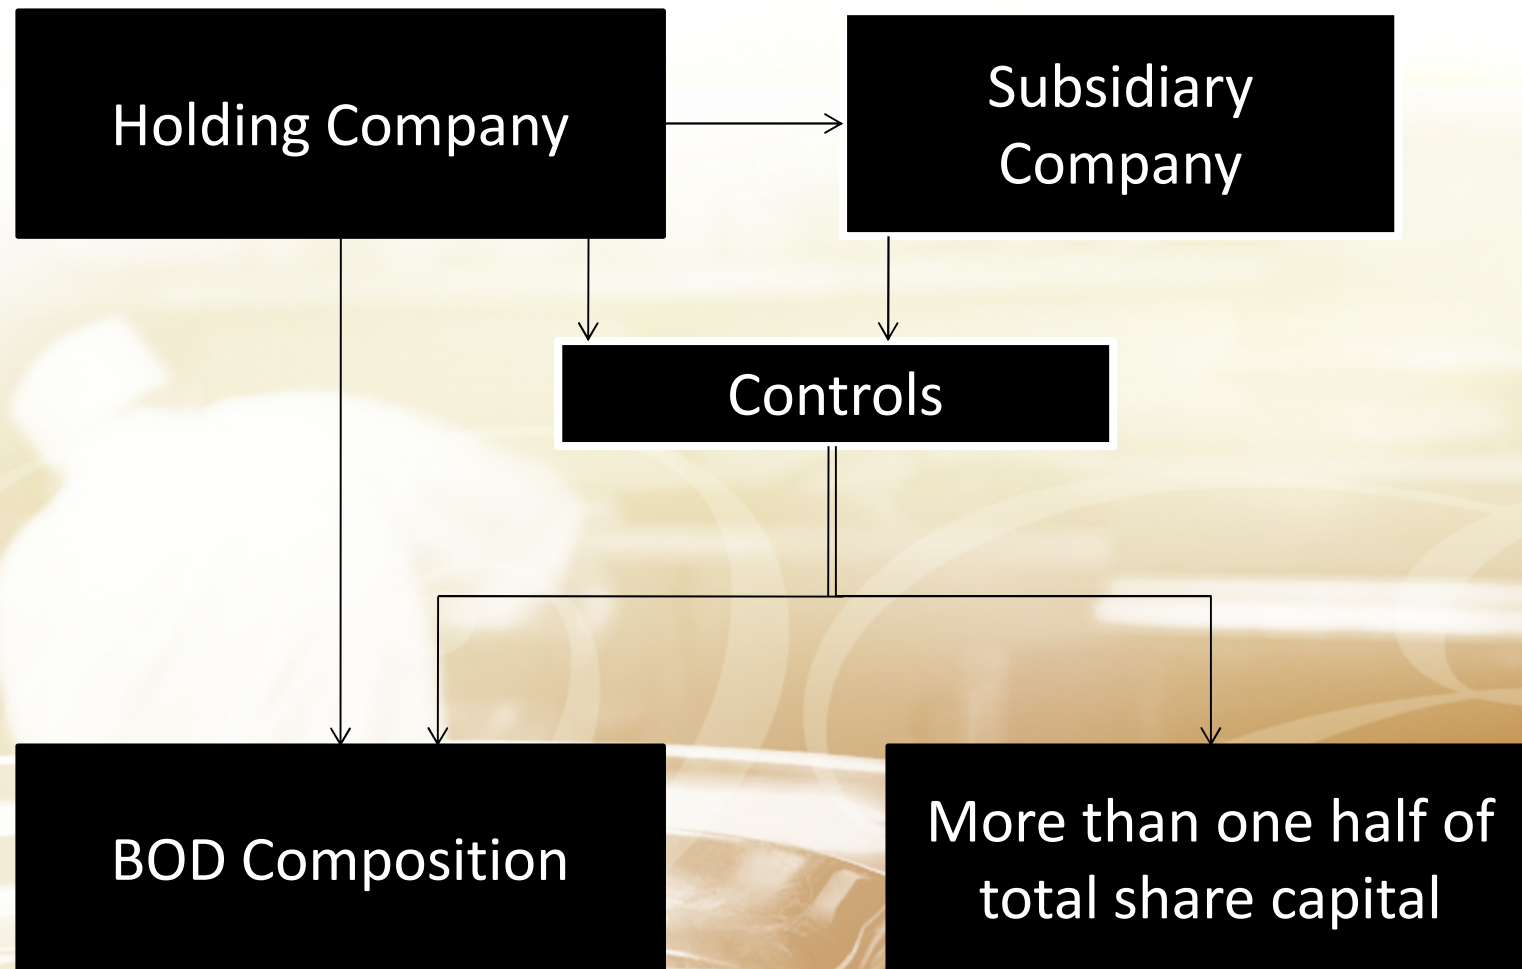 Holding Company
Subsidiary
Company
Controls
BOD Composition
More than one half of
total share capital